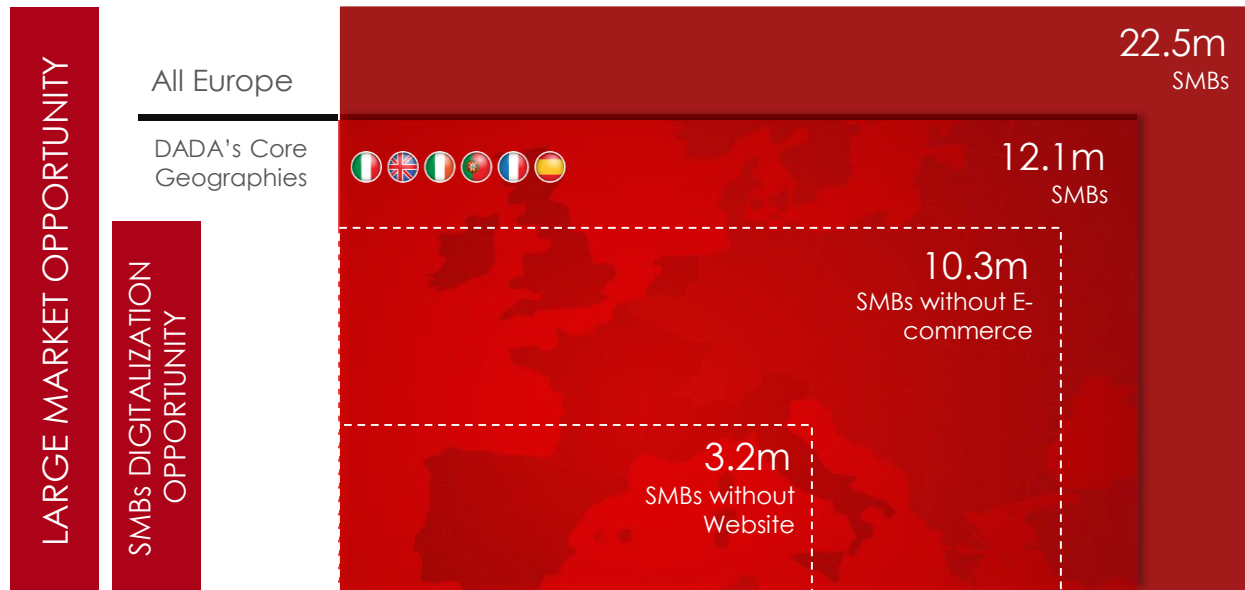 LARGE MARKET OPPORTUNITY
SMBs DIGITALIZATION
OPPORTUNITY
All Europe
22.5m
SMBs
DADA's Core
Geographies
12.1m
SMBs
10.3m
SMBs without E-
commerce
3.2m
SMBs without
Website